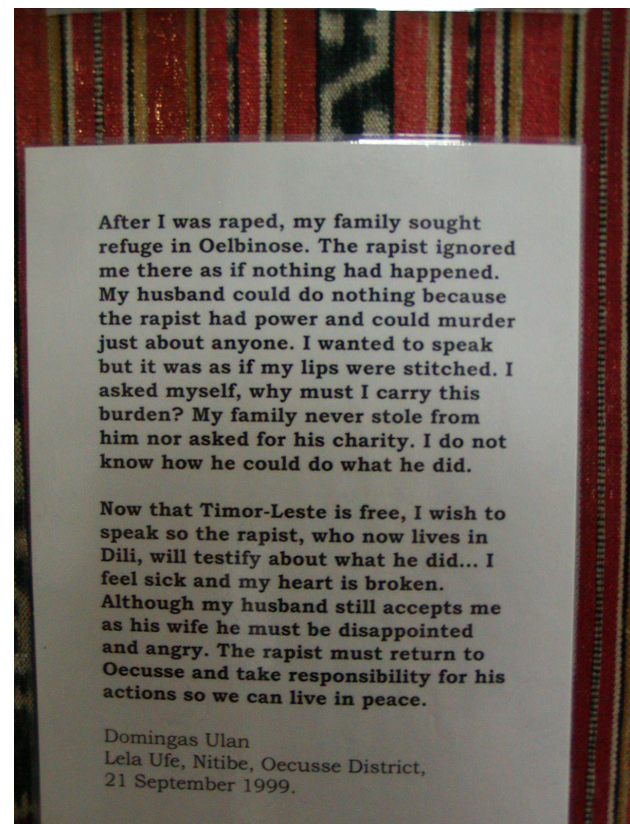 After I was raped, my family sought
refuge in Oelbinose. The rapist ignored
me there as if nothing had happened.
My husband could do nothing because
the rapist had power and could murder
just about anyone. I wanted to speak
but it was as if my lips were stitched. I
asked myself, why must I carry this
burden? My family never stole from
him nor asked for his charity. I do not
know how he could do what he did.
Now that Timor-Leste is free, I wish to
speak so the rapist, who now lives in
Dili, will testify about what he did... I
feel sick and my heart is broken.
Although my husband still accepts me
as his wife he must be disappointed
and angry. The rapist must return to
Oecusse and take responsibility for his
actions so we can live in peace.
Domingas Ulan
Lela Ufe, Nitibe, Oecusse District,
21 September 1999.